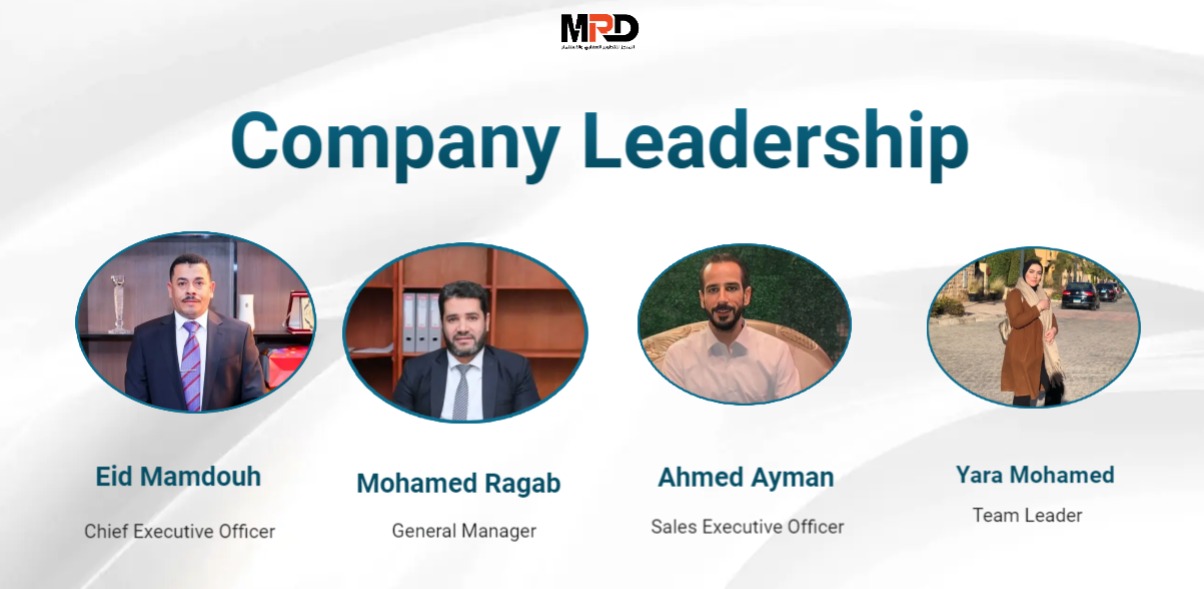 MRD
Company Leadership
Eid Mamdouh
Chief Executive Officer
Mohamed Ragab
General Manager
Ahmed Ayman
Sales Executive Officer
Yara Mohamed
Team Leader